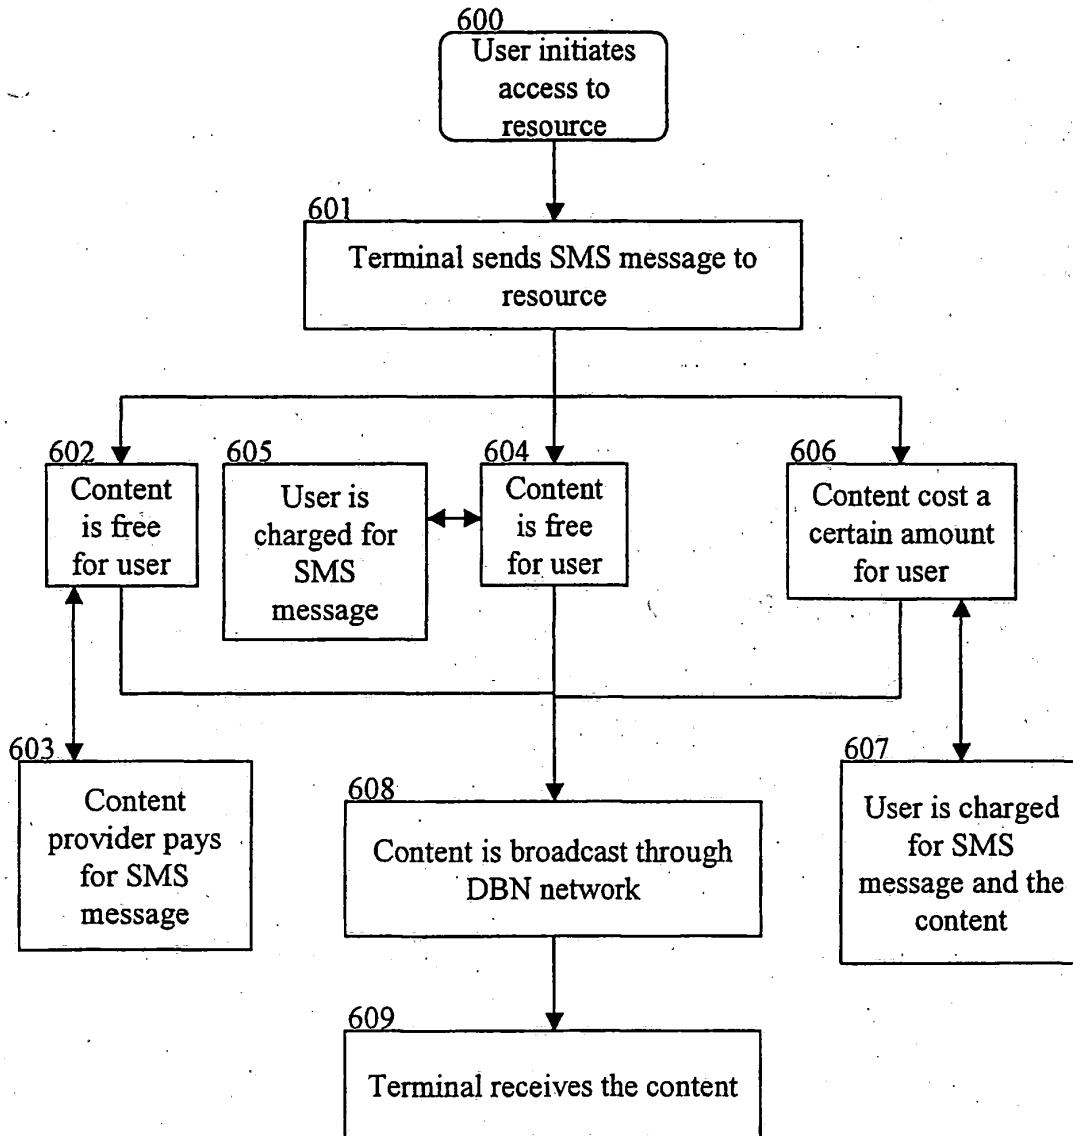 600
User initiates
access to
resource
601
Terminal sends SMS message to
resource
602
Content
is free
for user
605
User is
charged for
SMS
message
604
Content
is free
for user
606
Content cost a
certain amount
for user
603
Content
provider pays
for SMS
message
608
Content is broadcast through
DBN network
607
User is charged
for SMS
message and the
content
609
Terminal receives the content